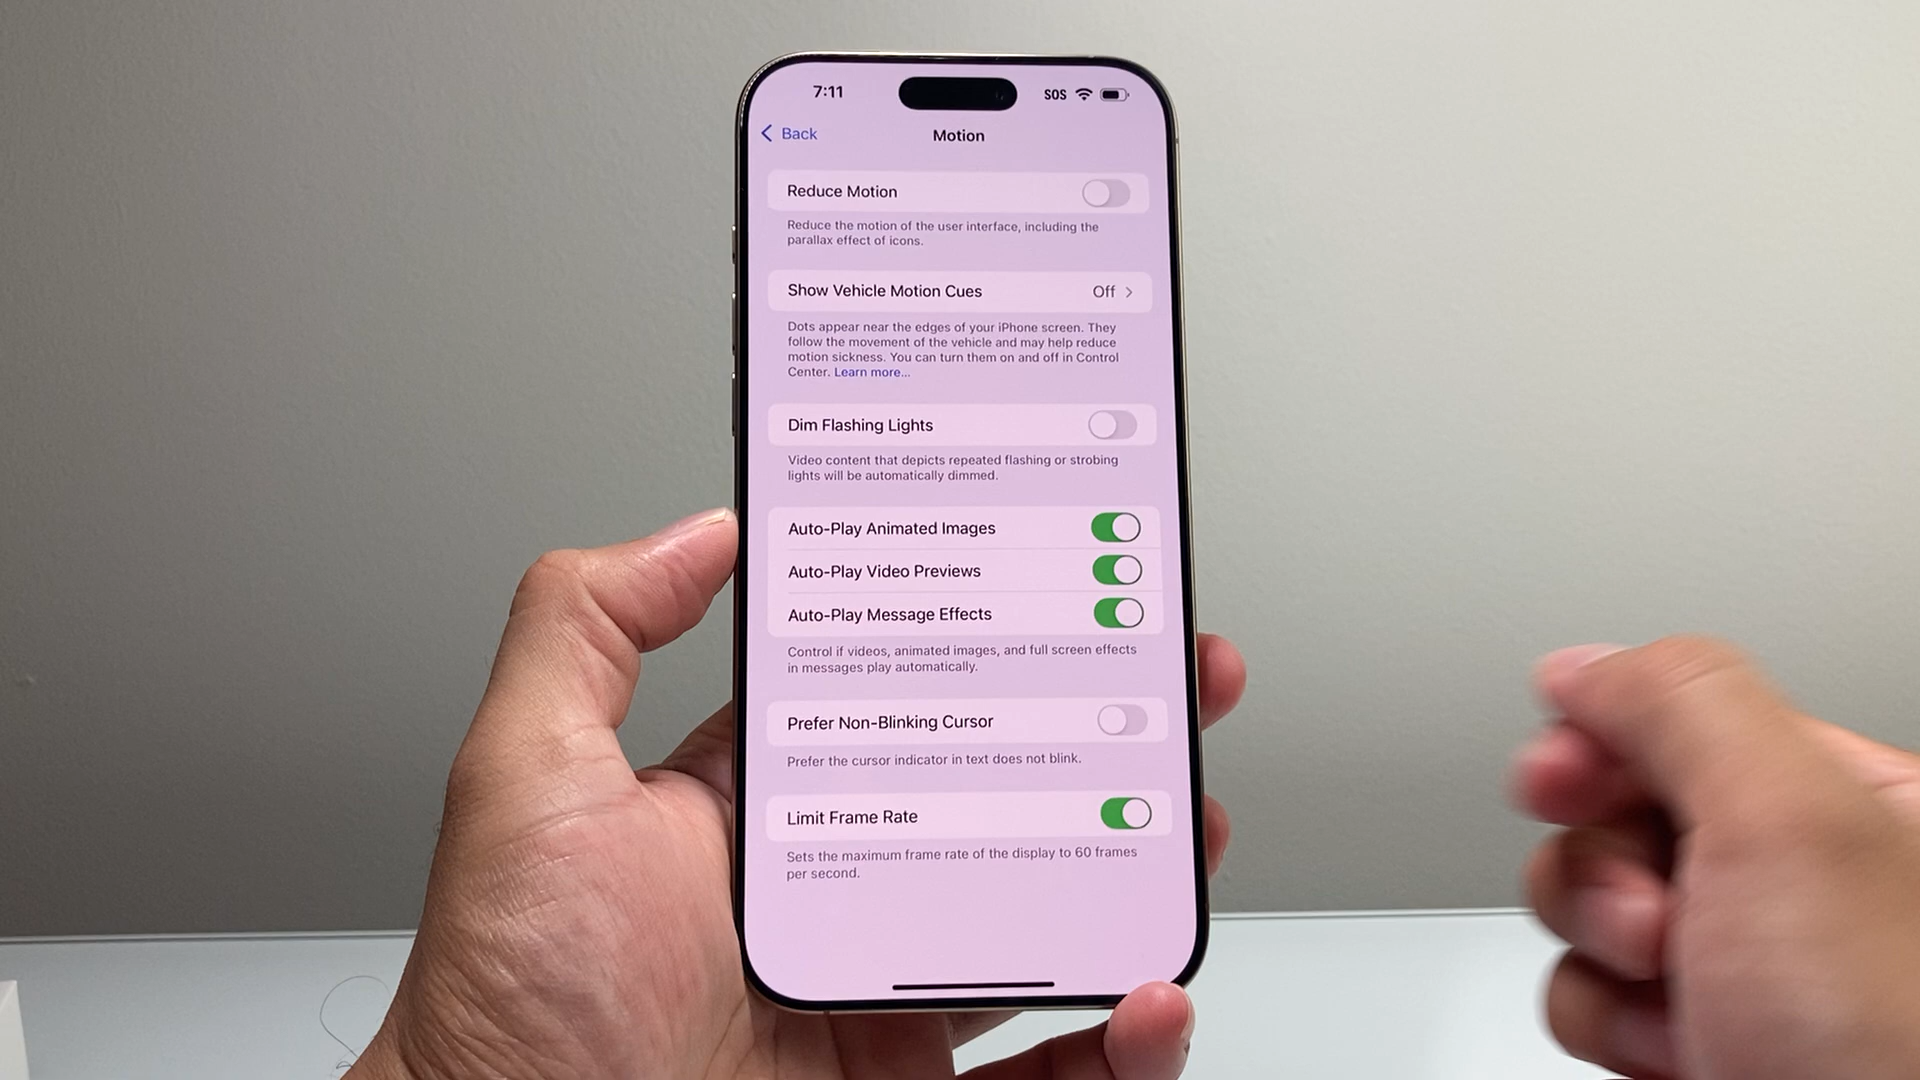 7:11
SOS
Back
Motion
Reduce Motion
Reduce the motion of the user interface, including the
parallax effect of icons.
Show Vehicle Motion Cues
Off
Dots appear near the edges of your iPhone screen. They
follow the movement of the vehicle and may help reduce
motion sickness. You can turn them on and off in Control
Center. Learn more...
Dim Flashing Lights
Video content that depicts repeated flashing or strobing
lights will be automatically dimmed.
Auto-Play Animated Images
Auto-Play Video Previews
Auto-Play Message Effects
Control if videos, animated images, and full screen effects
in messages play automatically.
Prefer Non-Blinking Cursor
Prefer the cursor indicator in text does not blink.
Limit Frame Rate
Sets the maximum frame rate of the display to 60 frames
per second.